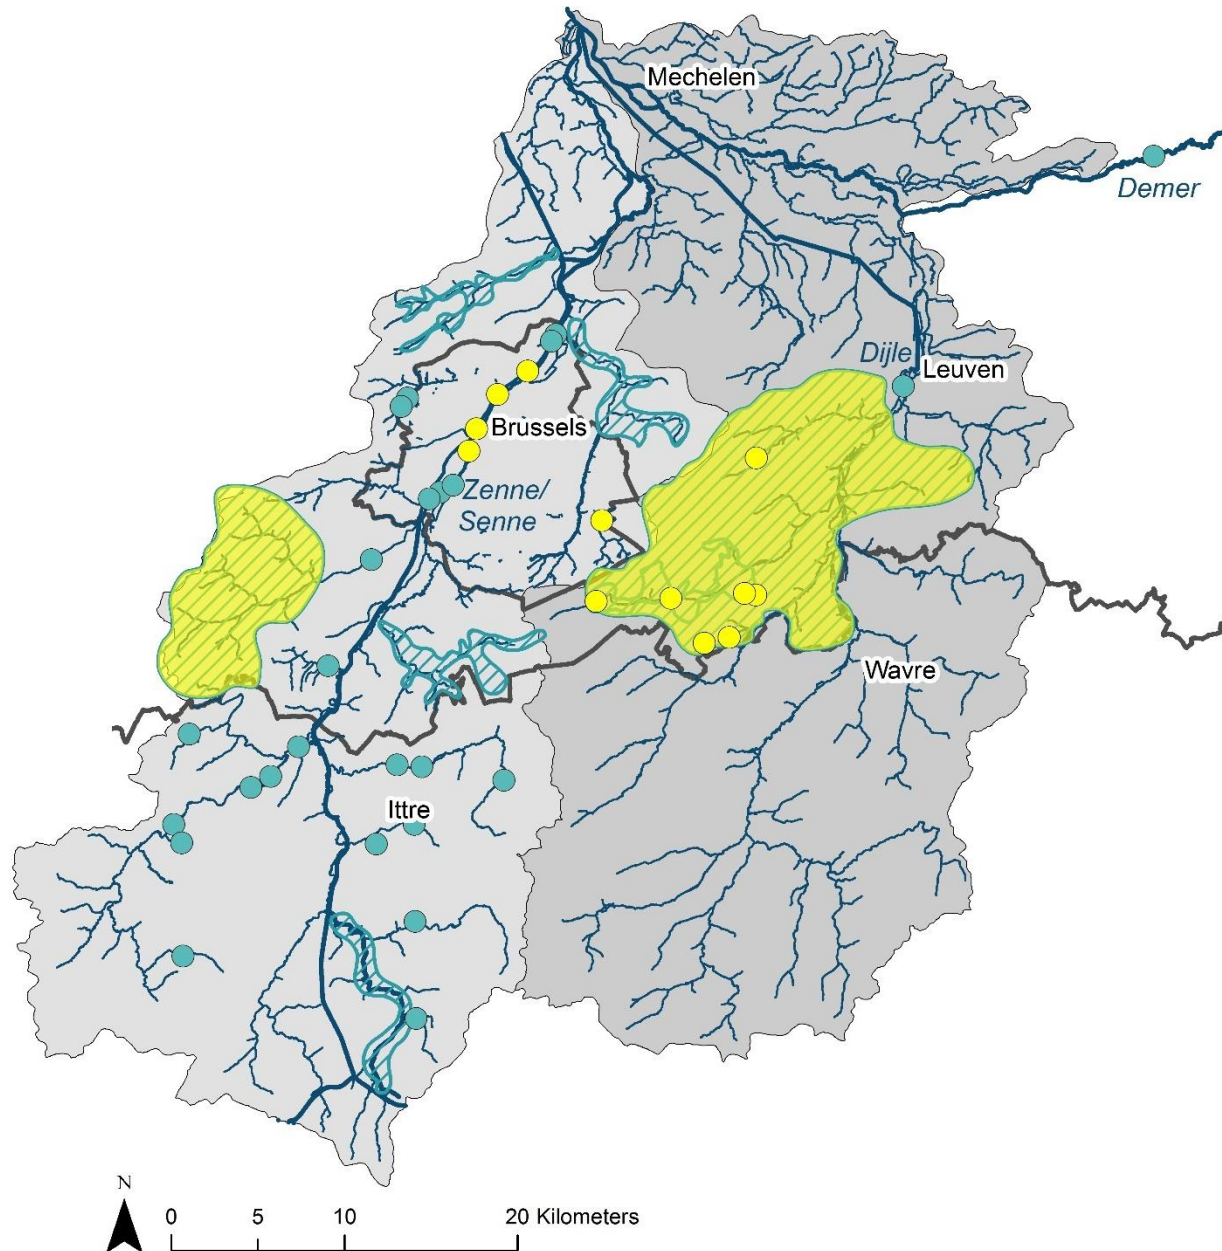 Mechelen
Demer
Dijle
Leuven
Brussels
Zenne/
Senne
Wavre
Ittre
N
0 5 10 20 Kilometers